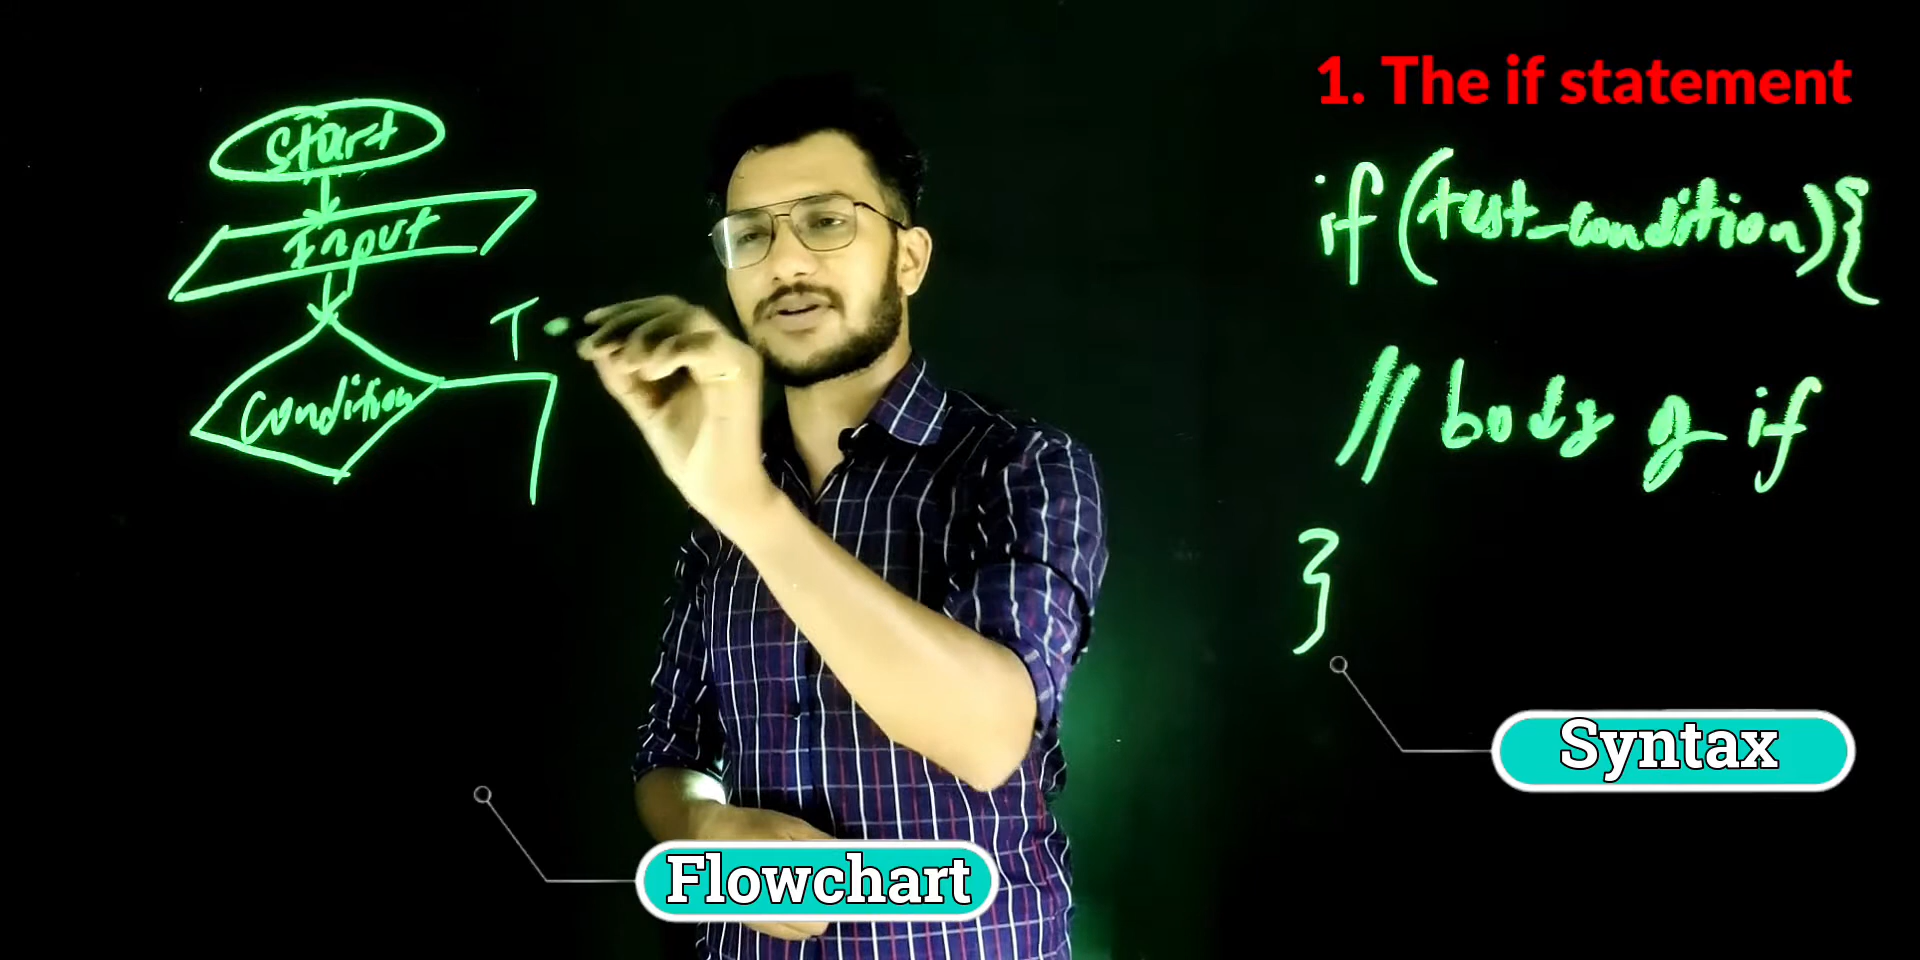 1. The if statement
Start
Input
Condition
T
if (test_condition){
// body of if
}
Syntax
Flowchart